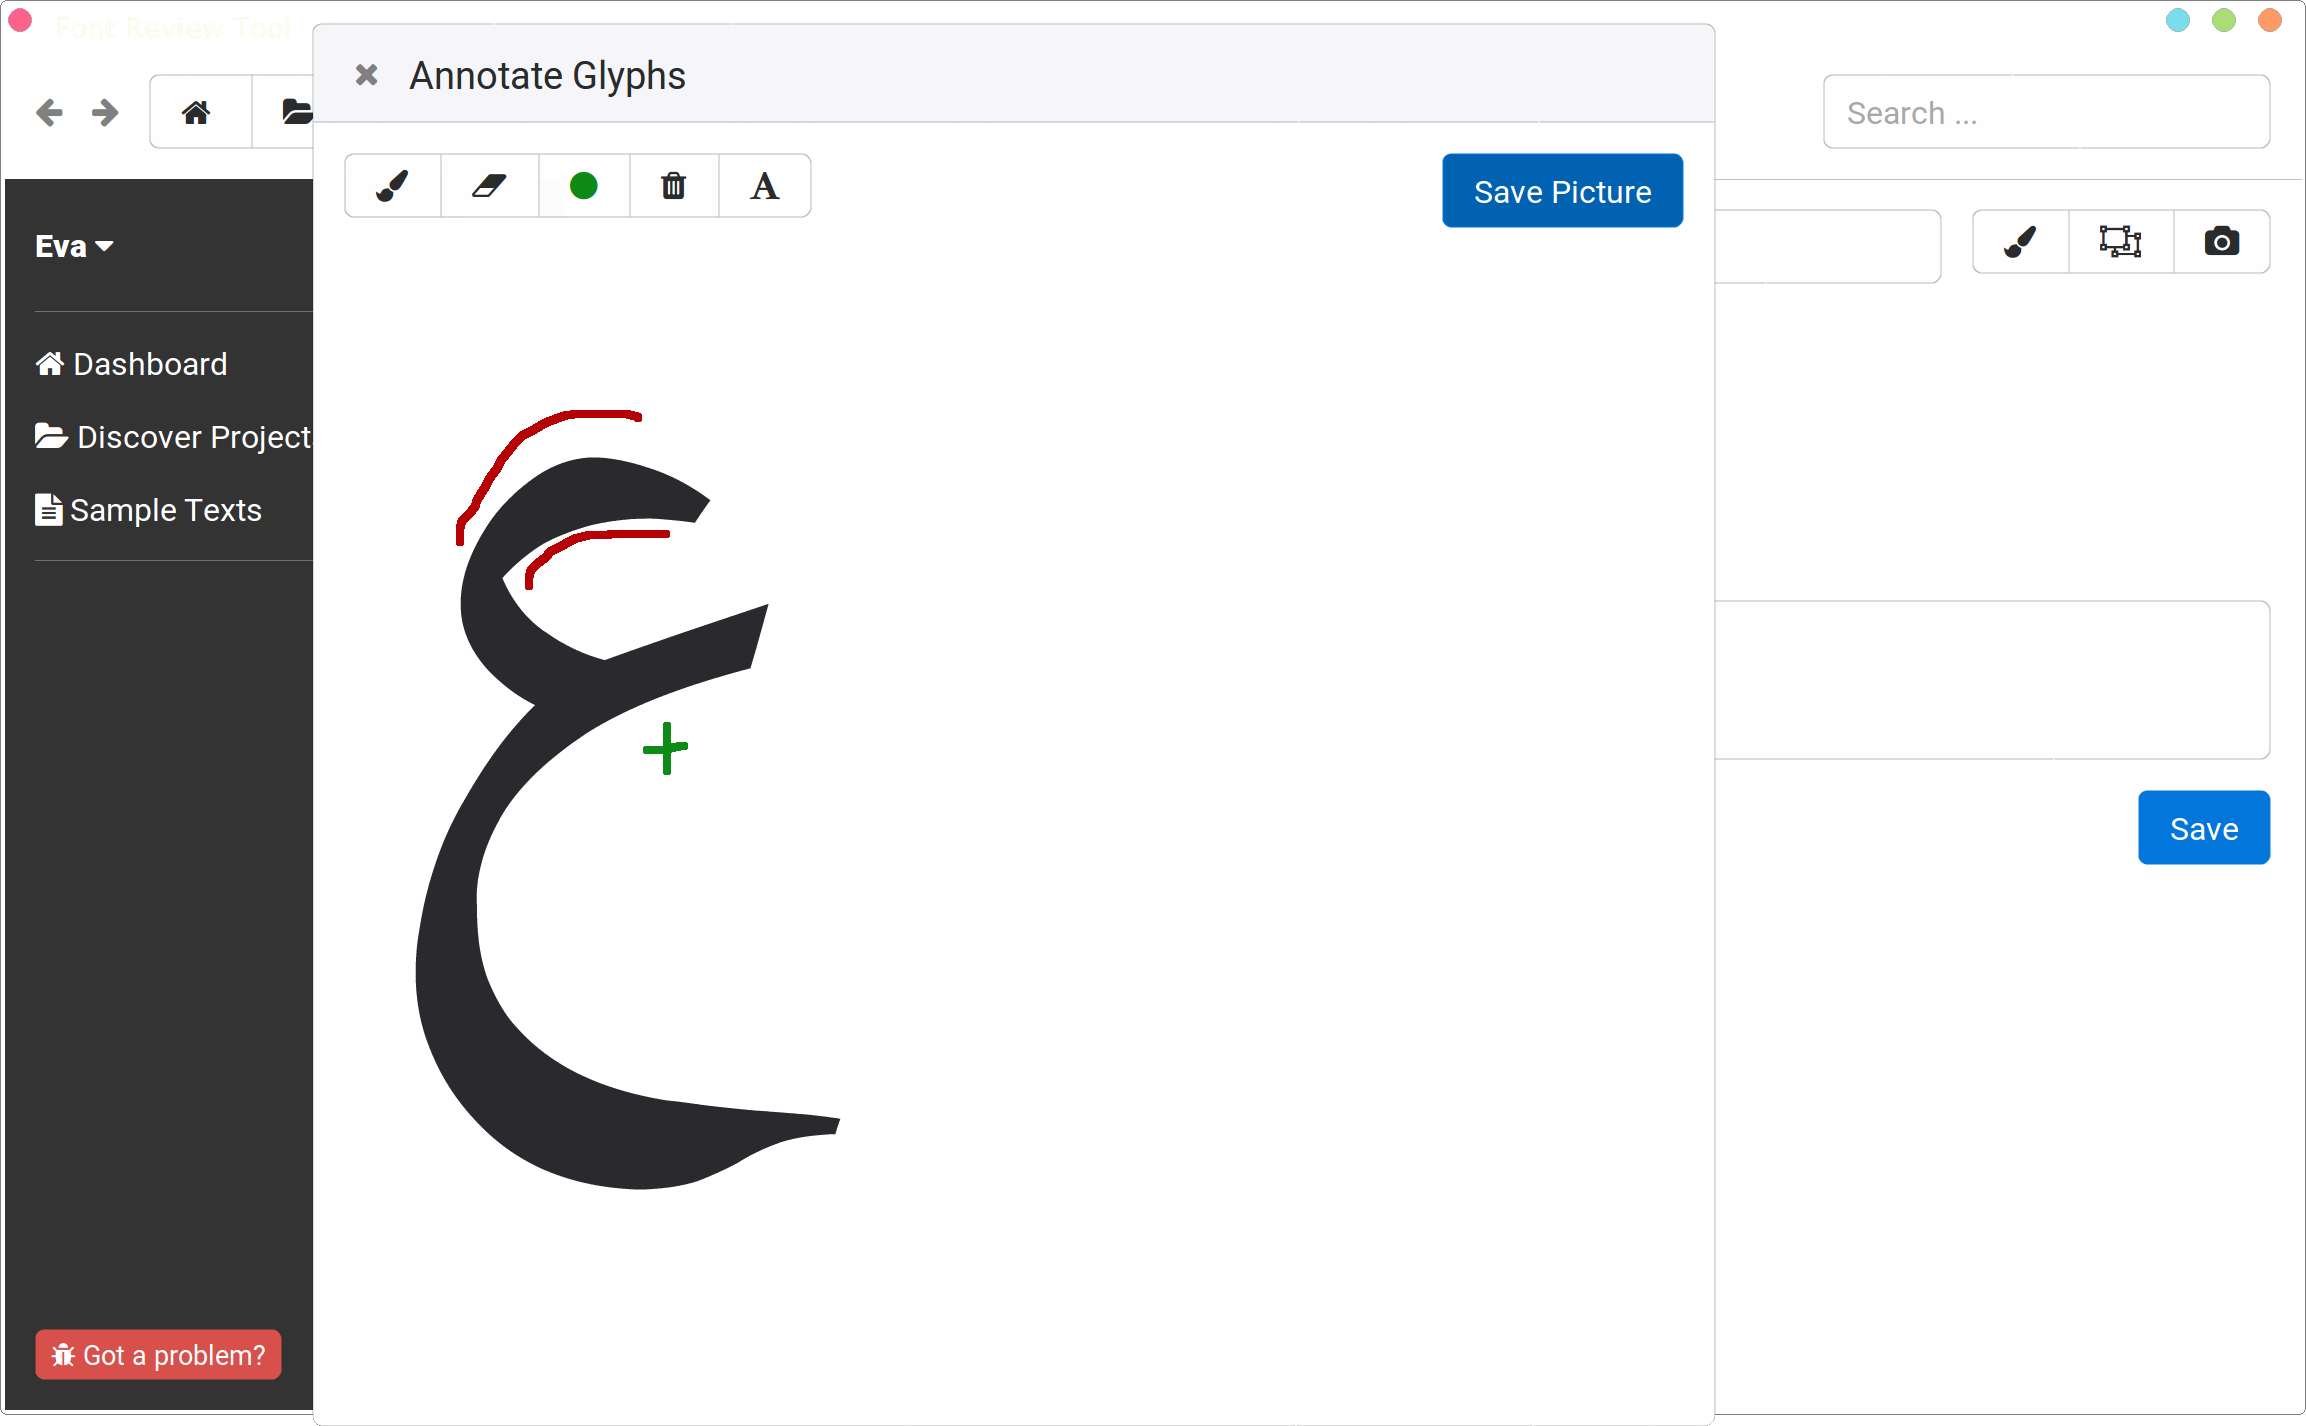 Font Review Tool
Annotate Glyphs
Search ...
A
Save Picture
Eva
Dashboard
Discover Project
Sample Texts
ع
Save
Got a problem?